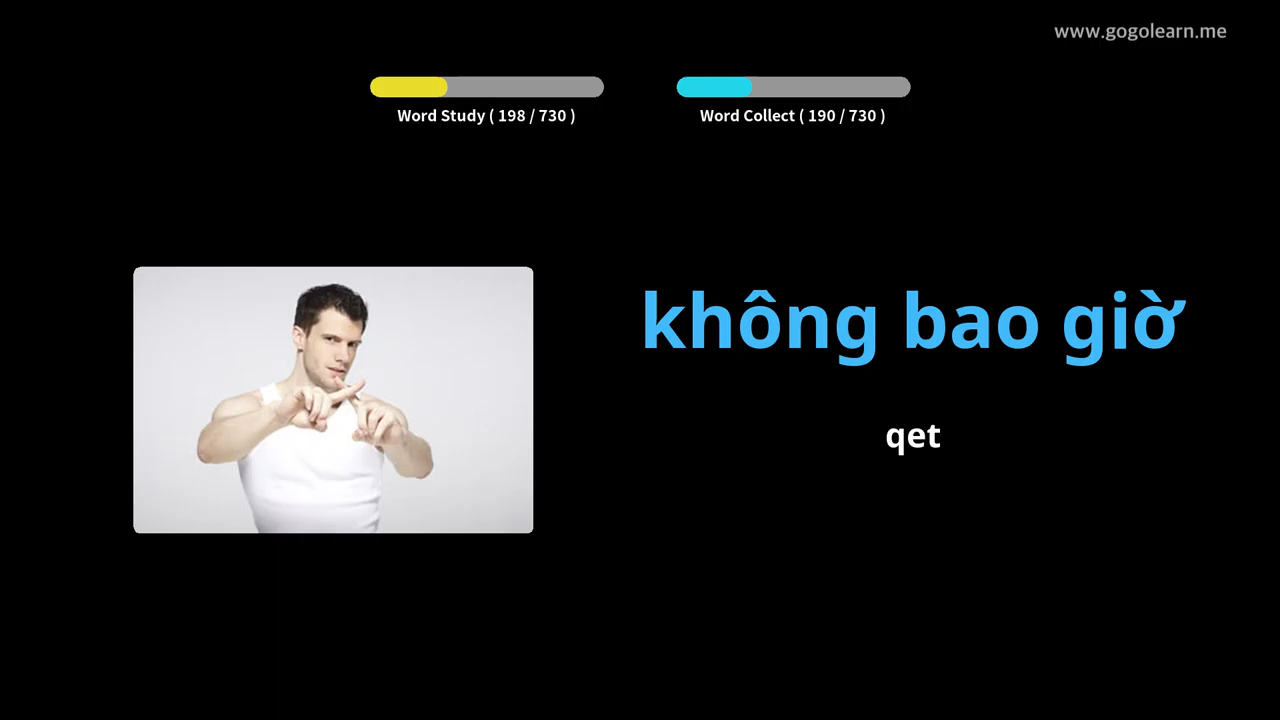 www.gogolearn.me
Word Study ( 198 / 730 )
Word Collect ( 190 / 730 )
không bao giờ
qet